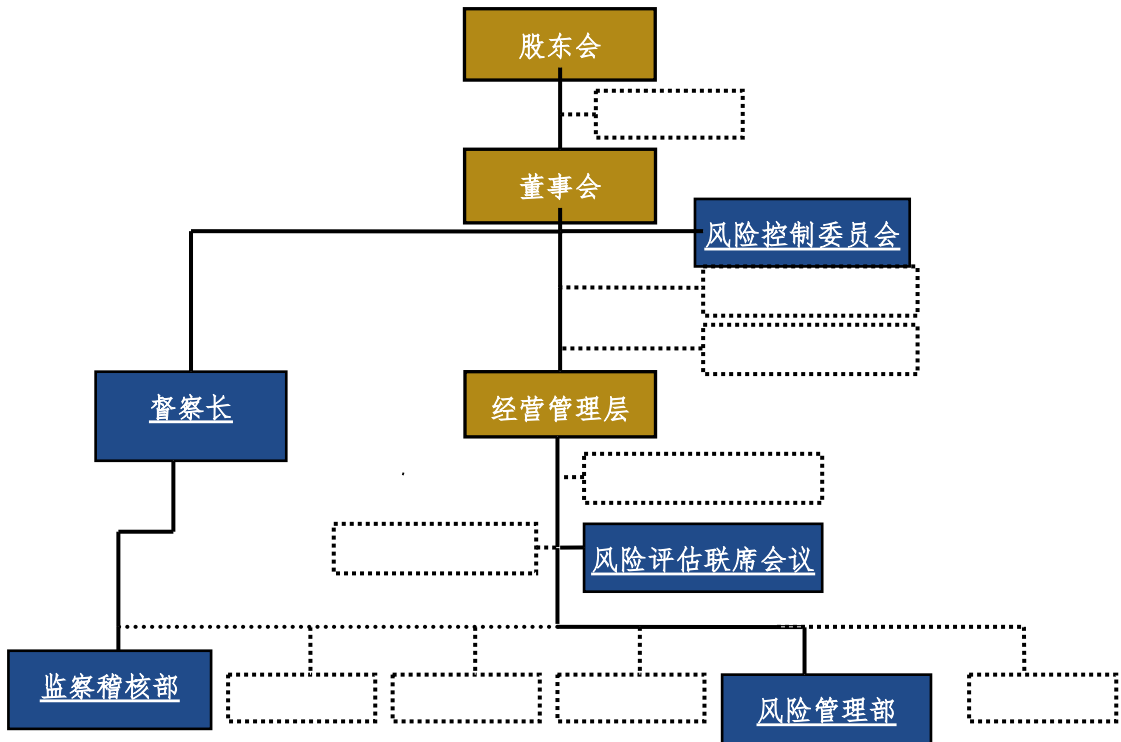 股东会
董事会
风险控制委员会
督察长
经营管理层
风险评估联席会议
监察稽核部
风险管理部